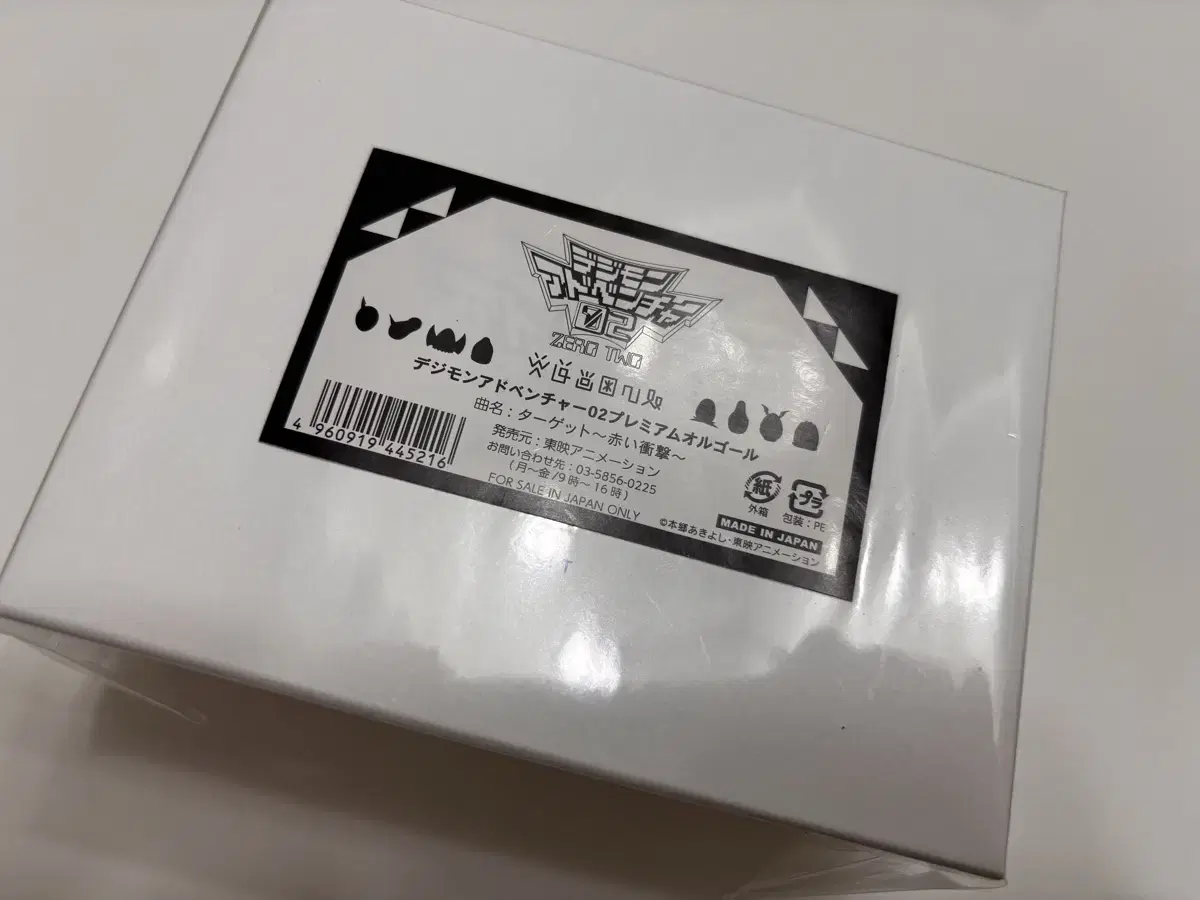 デジモン
アドベンチャー
02
ZERO TWO
デジモンアドベンチャー02プレミアムオルゴール
曲名：ターゲット～赤い衝撃～
発売元：東映アニメーション
お問い合わせ先：03-5856-0225
（月～金/9時～16時）
FOR SALE IN JAPAN ONLY
4 960919 445216
紙
外箱
プラ
包装：PE
MADE IN JAPAN
©本郷あきよし・東映アニメーション